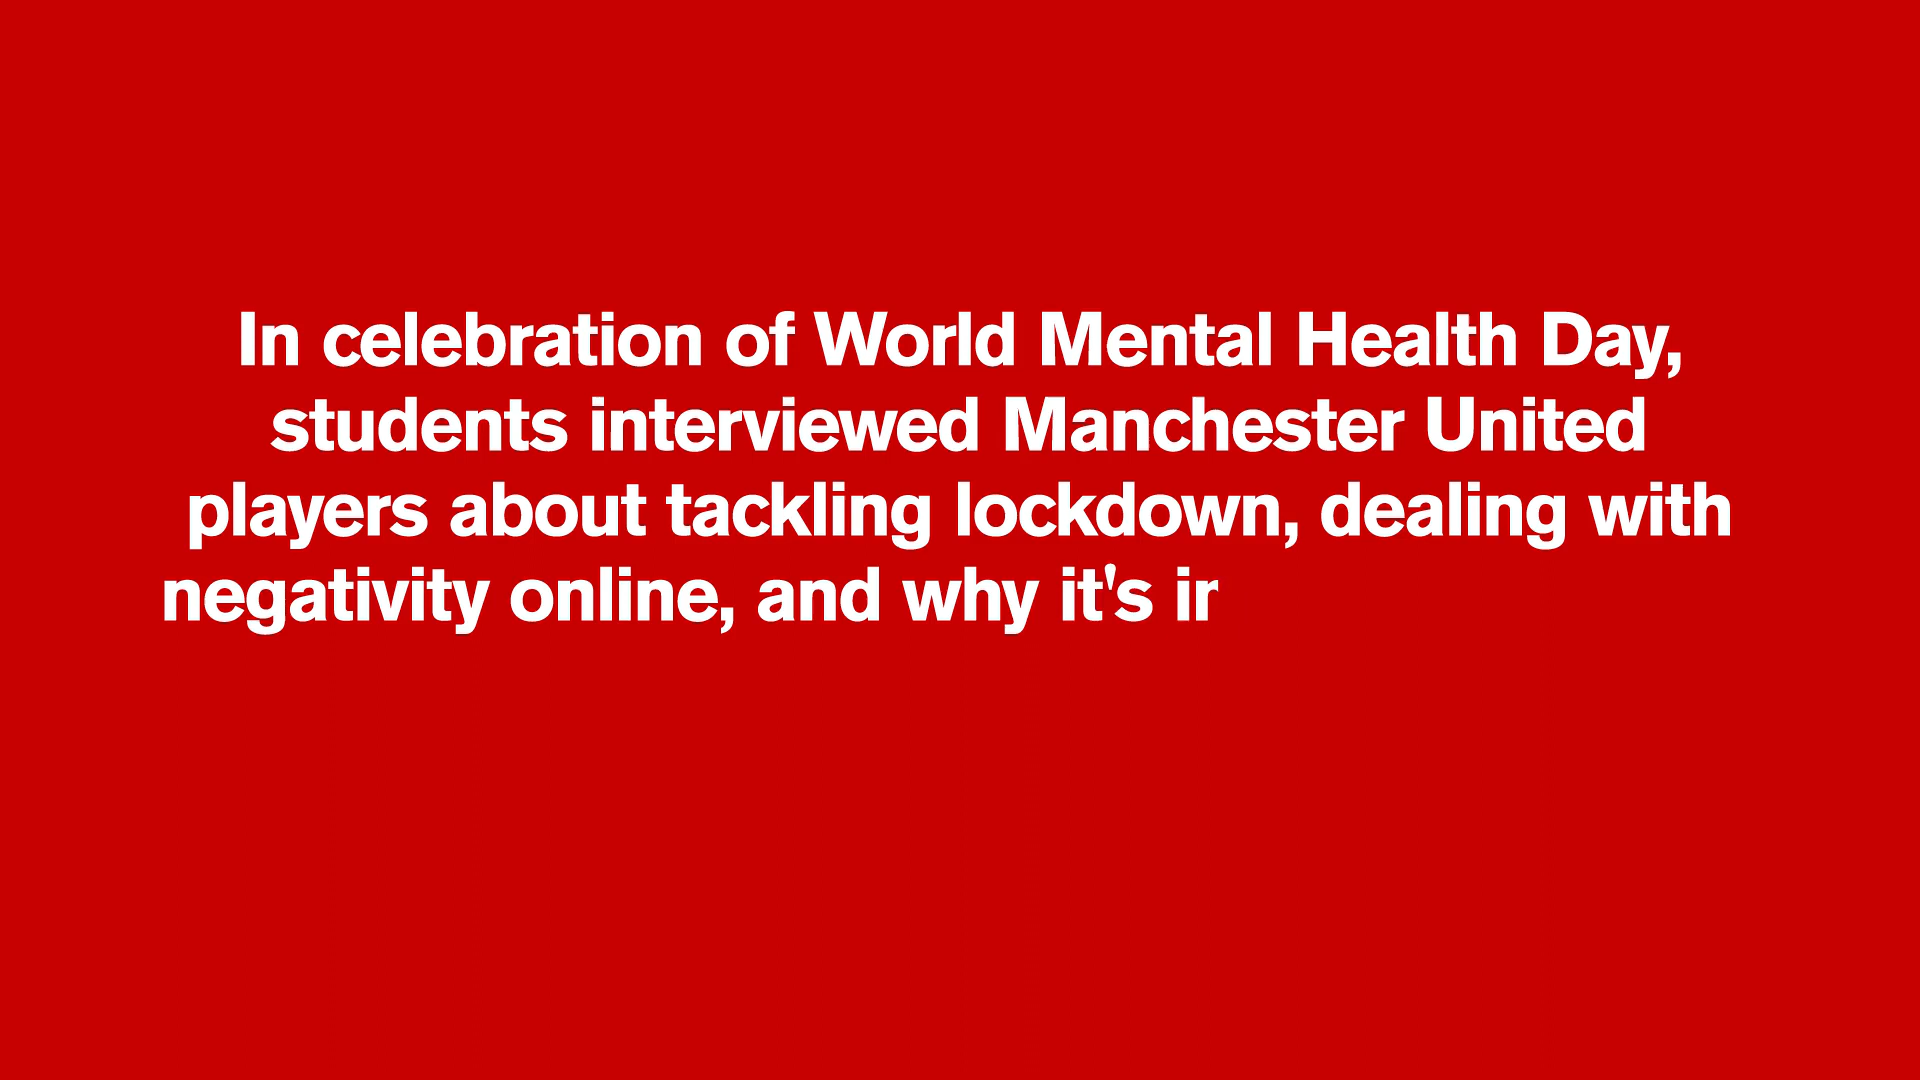 In celebration of World Mental Health Day,
students interviewed Manchester United
players about tackling lockdown, dealing with
negativity online, and why it's ir